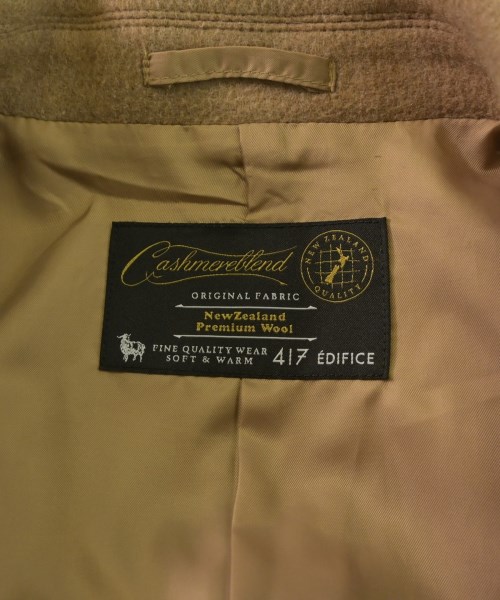 Cashmereblend
NEW ZEALAND
QUALITY
ORIGINAL FABRIC
NewZealand
Premium Wool
FINE QUALITY WEAR
SOFT & WARM
417 ÉDIFICE